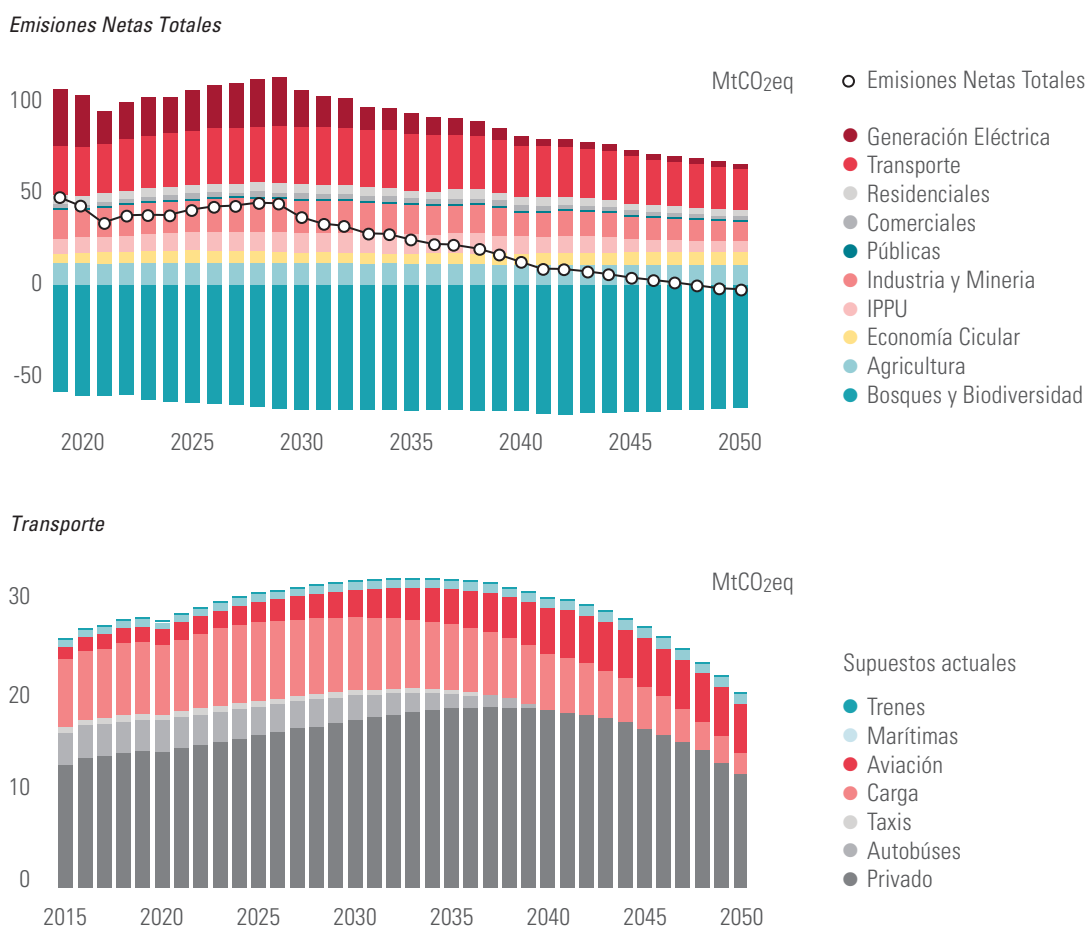 Emisiones Netas Totales
MtCO2eq
100
50
0
-50
2020 2025 2030 2035 2040 2045 2050
Emisiones Netas Totales
Generación Eléctrica
Transporte
Residenciales
Comerciales
Públicas
Industria y Mineria
IPPU
Economía Cicular
Agricultura
Bosques y Biodiversidad
Transporte
MtCO2eq
30
20
10
0
2015 2020 2025 2030 2035 2040 2045 2050
Supuestos actuales
Trenes
Marítimas
Aviación
Carga
Taxis
Autobúses
Privado